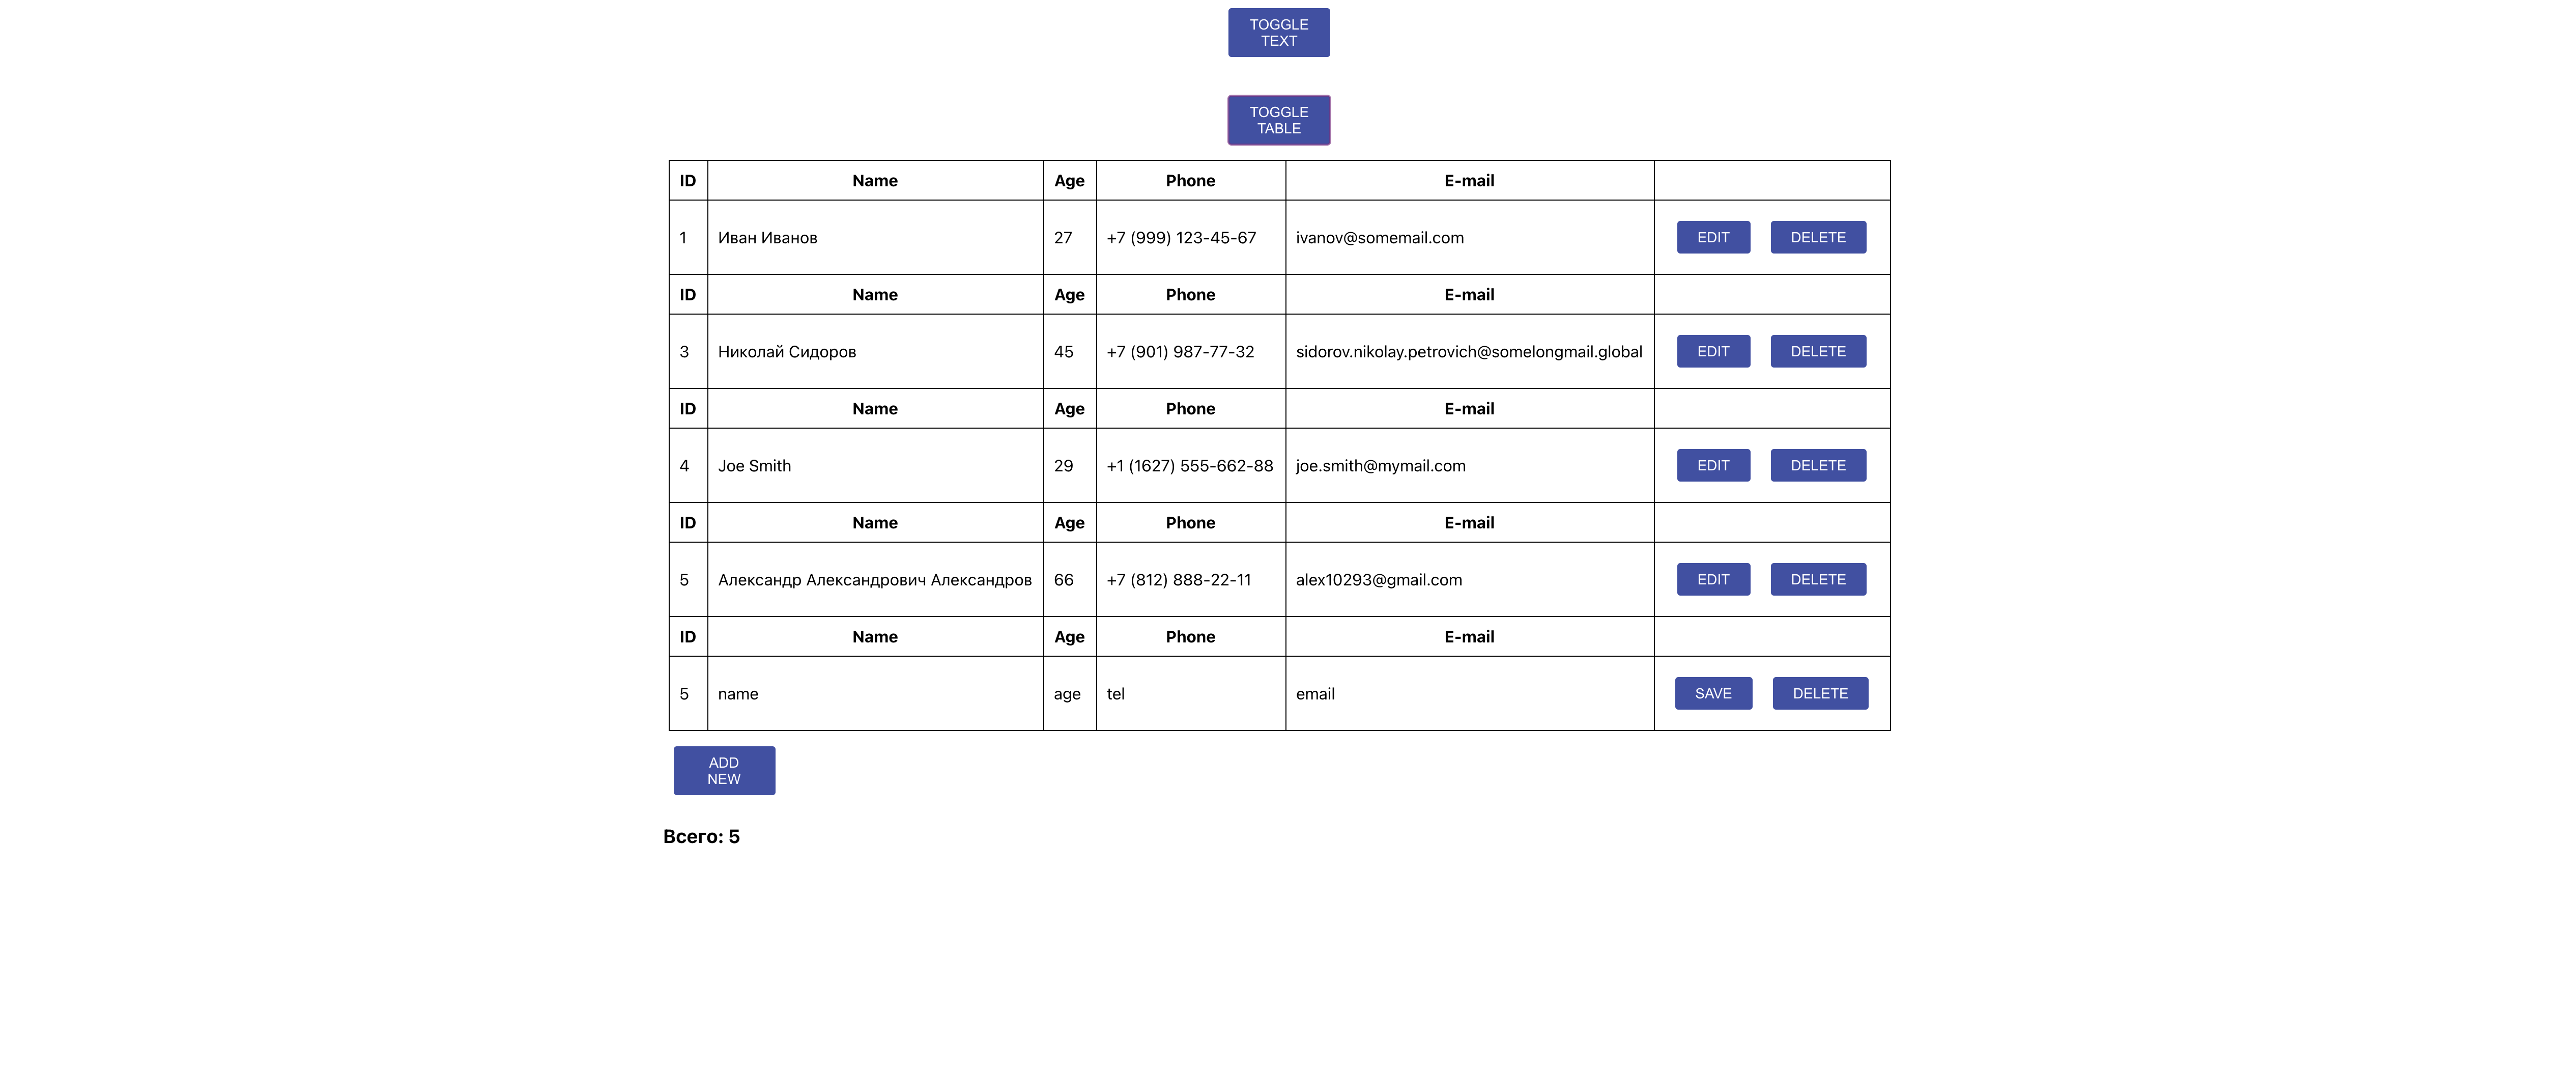 TOGGLE
TEXT
TOGGLE
TABLE
ID Name Age Phone E-mail
1 Иван Иванов 27 +7 (999) 123-45-67 ivanov@somemail.com EDIT DELETE
ID Name Age Phone E-mail
3 Николай Сидоров 45 +7 (901) 987-77-32 sidorov.nikolay.petrovich@somelongmail.global EDIT DELETE
ID Name Age Phone E-mail
4 Joe Smith 29 +1 (1627) 555-662-88 joe.smith@mymail.com EDIT DELETE
ID Name Age Phone E-mail
5 Александр Александрович Александров 66 +7 (812) 888-22-11 alex10293@gmail.com EDIT DELETE
ID Name Age Phone E-mail
5 name age tel email SAVE DELETE
ADD
NEW
Всего: 5